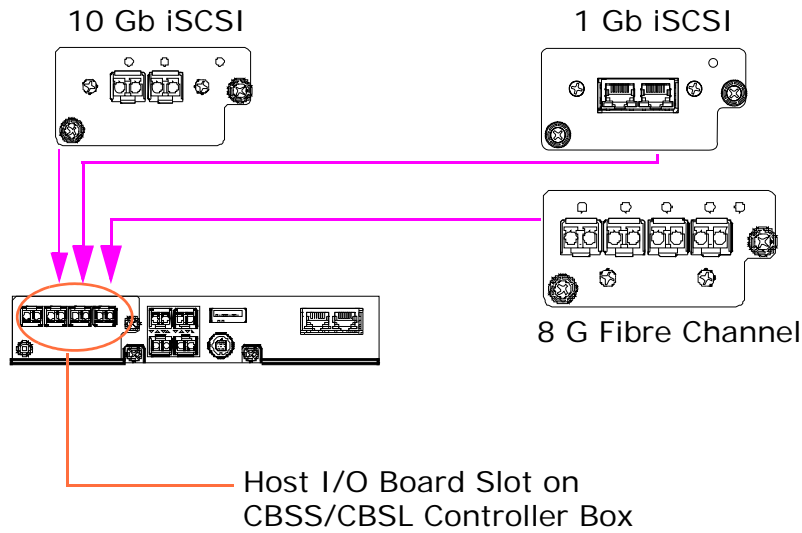 10 Gb iSCSI
1 Gb iSCSI
8 G Fibre Channel
Host I/O Board Slot on
CBSS/CBSL Controller Box